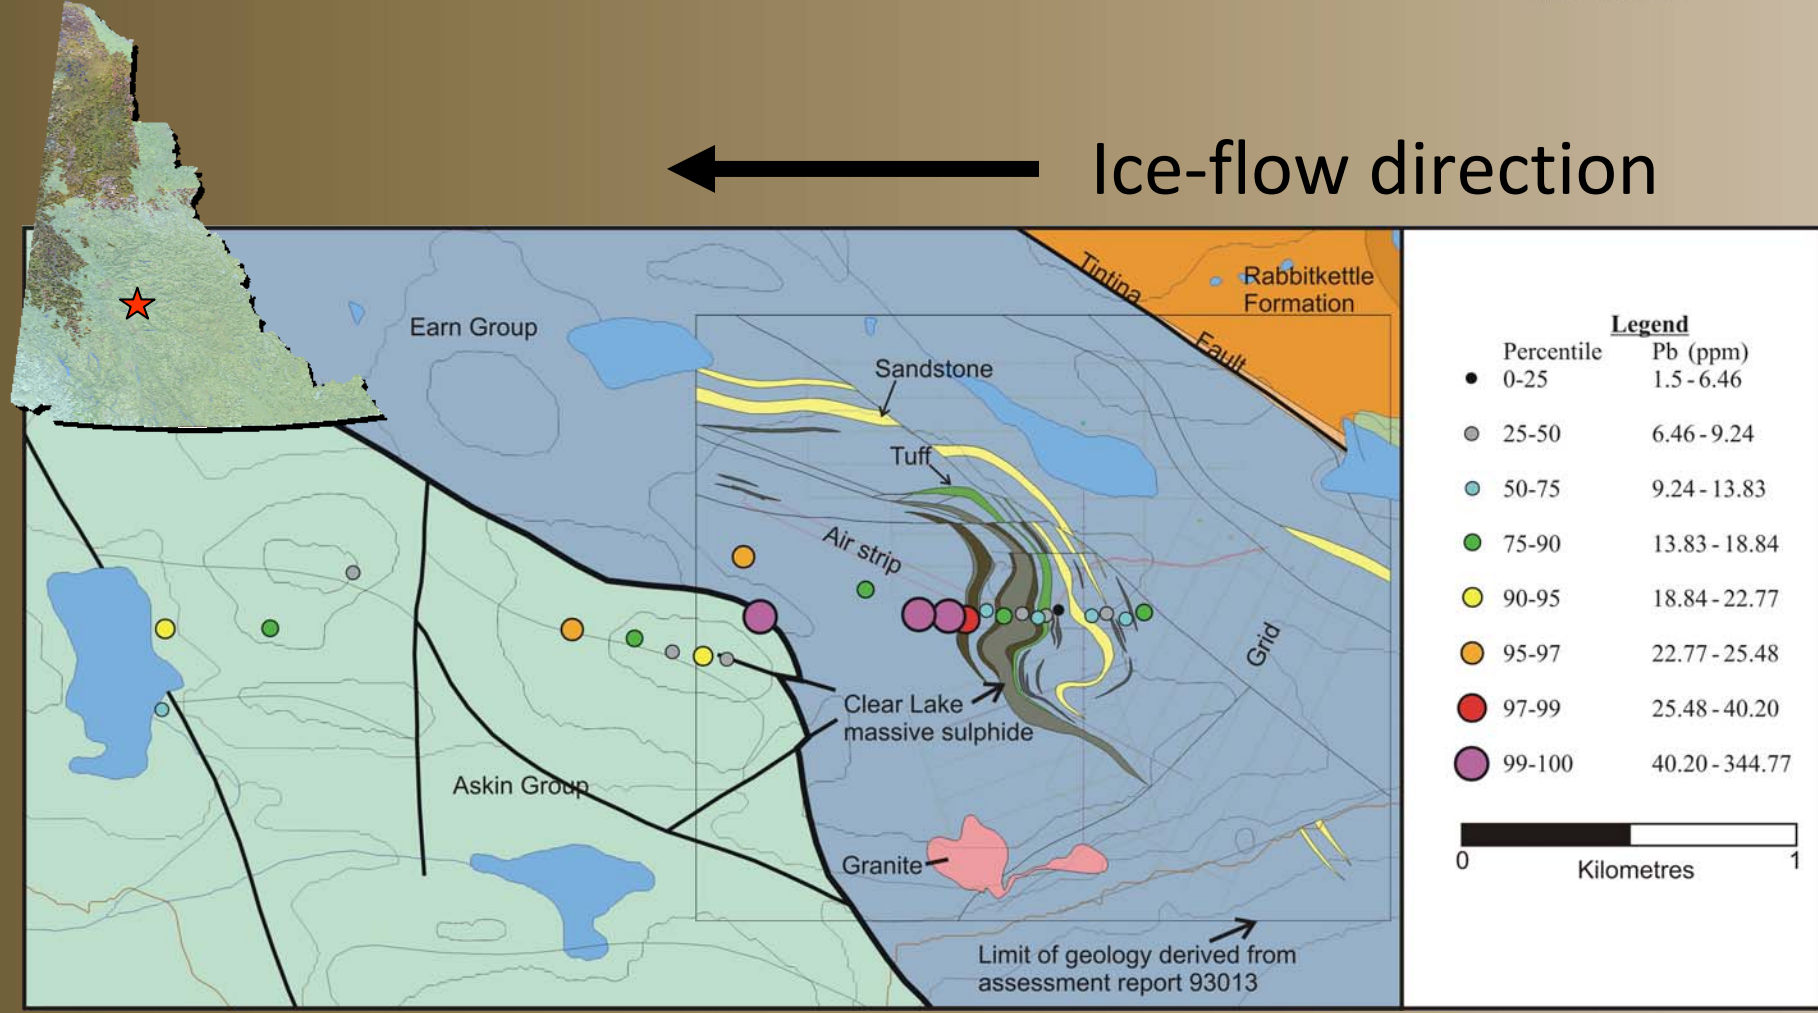 Ice-flow direction
Tintina
Fault
Rabbitkettle
Formation
Earn Group
Sandstone
Tuff
Air strip
Grid
Clear Lake
massive sulphide
Askin Group
Granite
Limit of geology derived from
assessment report 93013
Legend
Percentile Pb (ppm)
0-25 1.5 - 6.46
25-50 6.46 - 9.24
50-75 9.24 - 13.83
75-90 13.83 - 18.84
90-95 18.84 - 22.77
95-97 22.77 - 25.48
97-99 25.48 - 40.20
99-100 40.20 - 344.77
0 1
Kilometres